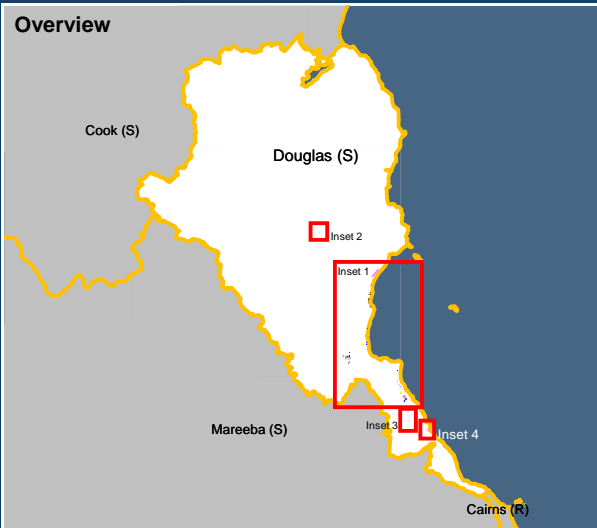 Overview
Cook (S)
Douglas (S)
Inset 2
Inset 1
Mareeba (S)
Inset 3
Inset 4
Cairns (R)